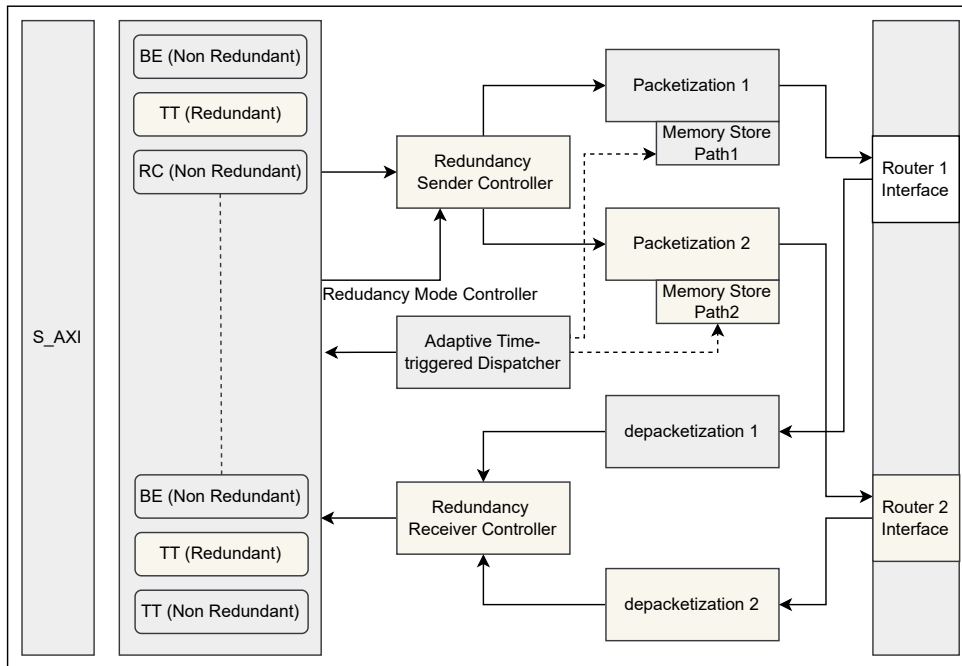 S_AXI
BE (Non Redundant)
TT (Redundant)
RC (Non Redundant)
BE (Non Redundant)
TT (Redundant)
TT (Non Redundant)
Redundancy
Sender Controller
Redudancy Mode Controller
Adaptive Time-
triggered Dispatcher
Redundancy
Receiver Controller
Packetization 1
Memory Store
Path1
Packetization 2
Memory Store
Path2
depacketization 1
depacketization 2
Router 1
Interface
Router 2
Interface